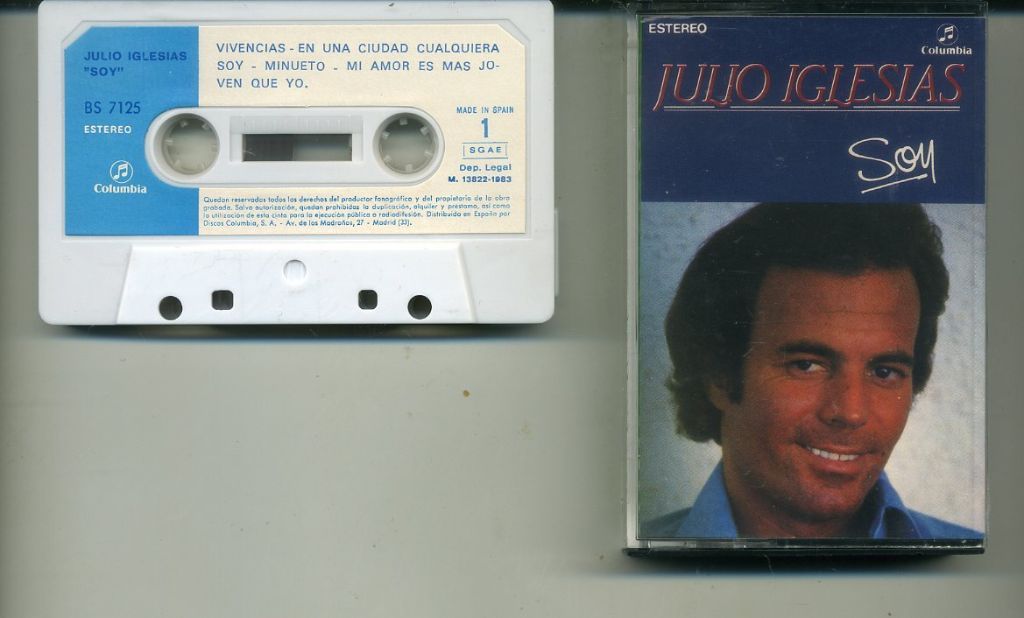 JULIO IGLESIAS
"SOY"
BS 7125
ESTEREO
Columbia
VIVENCIAS - EN UNA CIUDAD CUALQUIERA
SOY - MINUETO - MI AMOR ES MAS JO-
VEN QUE YO.
MADE IN SPAIN
1
SGAE
Dep. Legal
M. 13822-1983
Quedan reservados todos los derechos del productor fonográfico y del propietario de la obra
grabada. Salvo autorización, quedan prohibidas la duplicación, alquiler y préstamo, así como
la utilización de esta cinta para la ejecución pública o radiodifusión. Distribuido en España por
Discos Columbia, S. A. - Av. de los Madroños, 27 - Madrid (33).
ESTEREO
Columbia
JULIO IGLESIAS
Soy